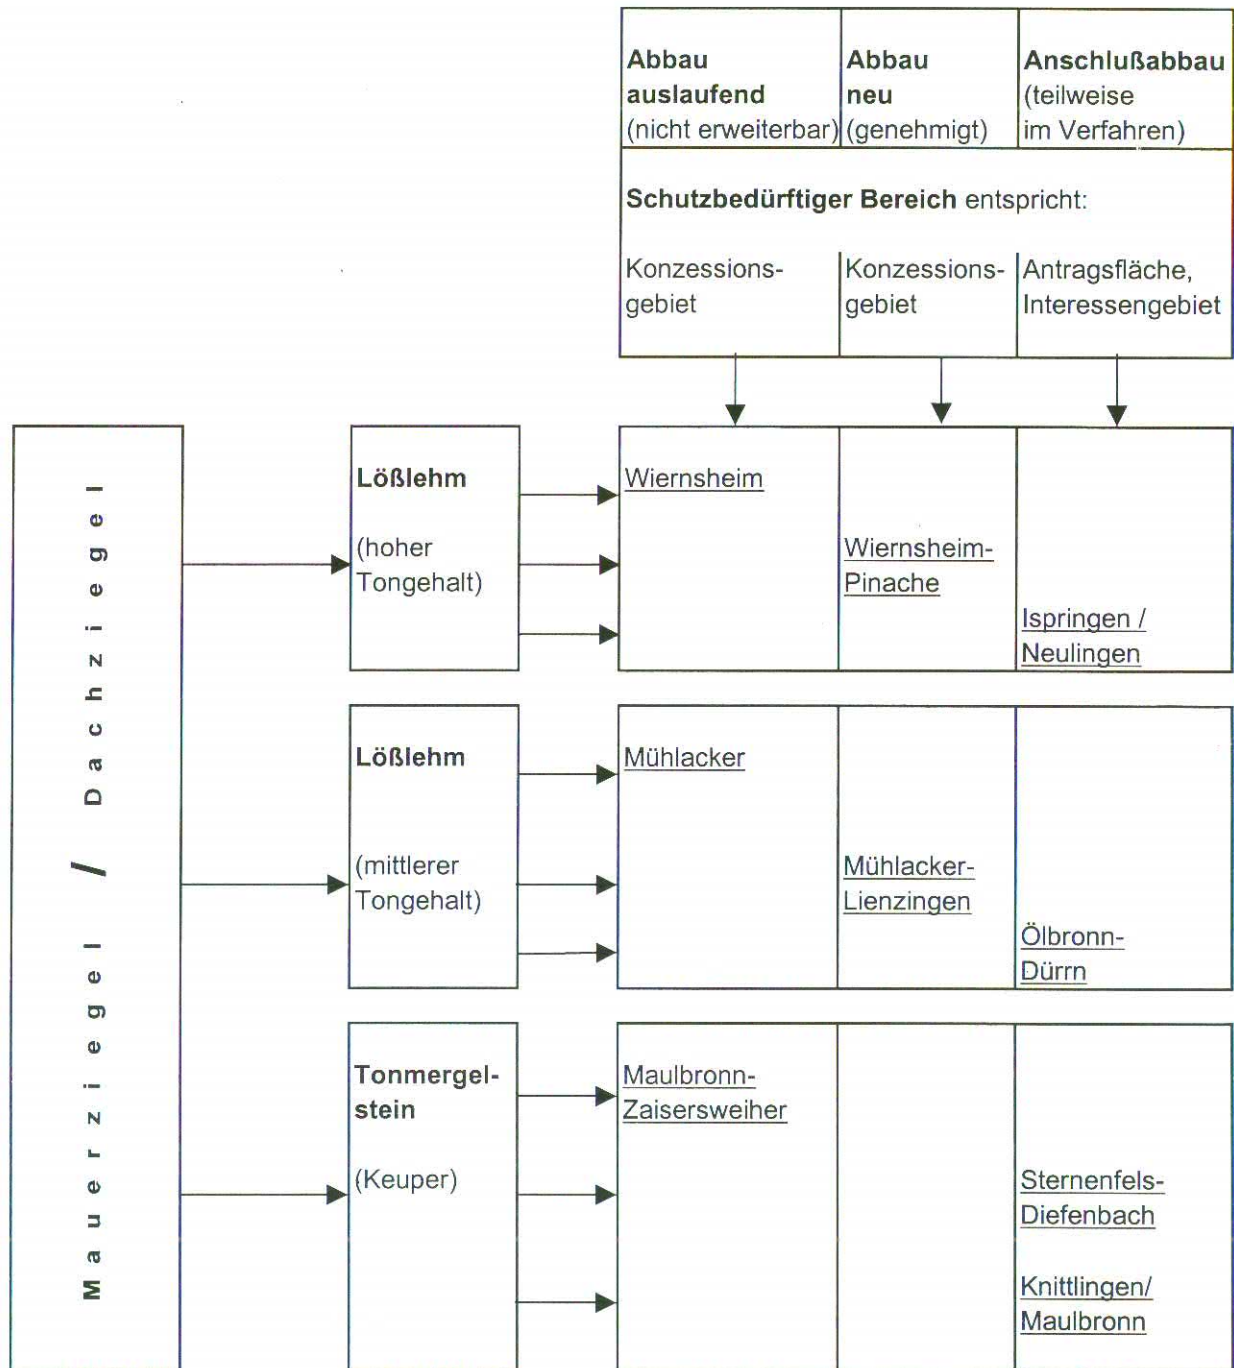 Abbau
auslaufend
(nicht erweiterbar)
Abbau
neu
(genehmigt)
Anschlußabbau
(teilweise
im Verfahren)
Schutzbedürftiger Bereich entspricht:
Konzessions-
gebiet
Konzessions-
gebiet
Antragsfläche,
Interessengebiet
Mauerziegel / Dachziegel
Lößlehm
(hoher
Tongehalt)
Wiernsheim
Wiernsheim-
Pinache
Ispringen /
Neulingen
Lößlehm
(mittlerer
Tongehalt)
Mühlacker
Mühlacker-
Lienzingen
Ölbronn-
Dürrn
Tonmergel-
stein
(Keuper)
Maulbronn-
Zaisersweiher
Sternenfels-
Diefenbach
Knittlingen/
Maulbronn